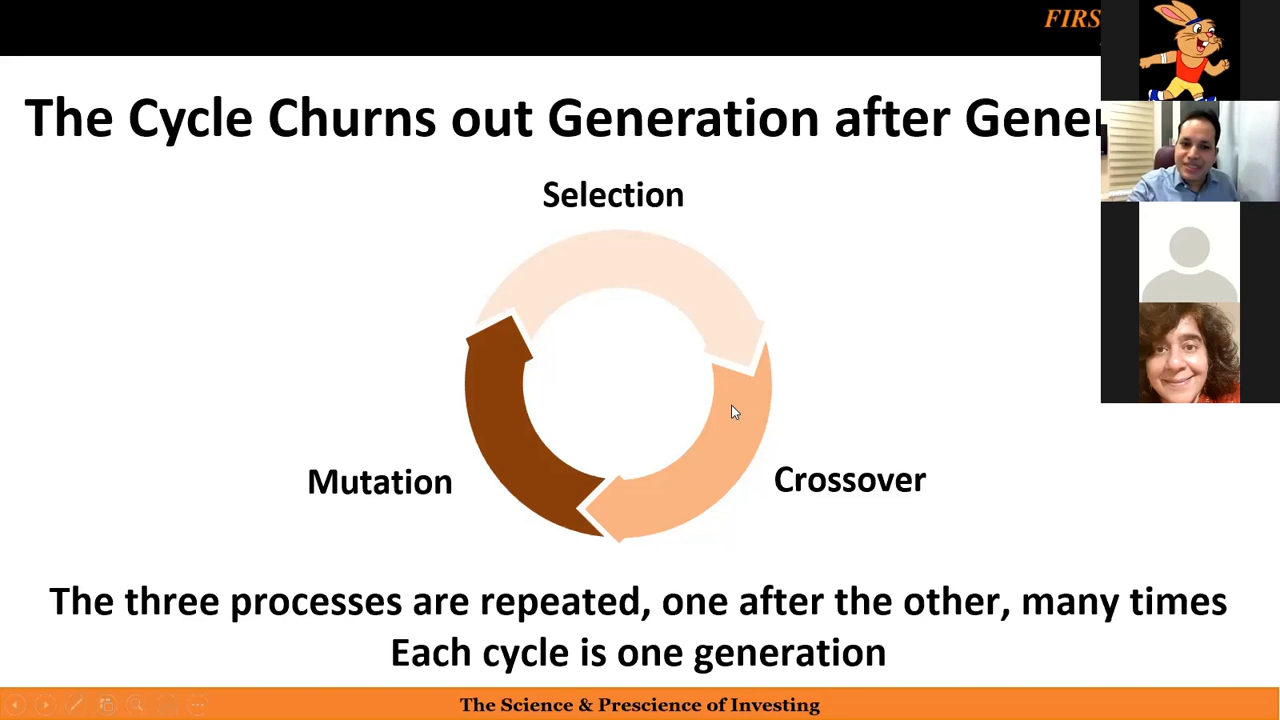 FIRS
The Cycle Churns out Generation after Gener
Selection
Mutation
Crossover
The three processes are repeated, one after the other, many times
Each cycle is one generation
The Science & Prescience of Investing